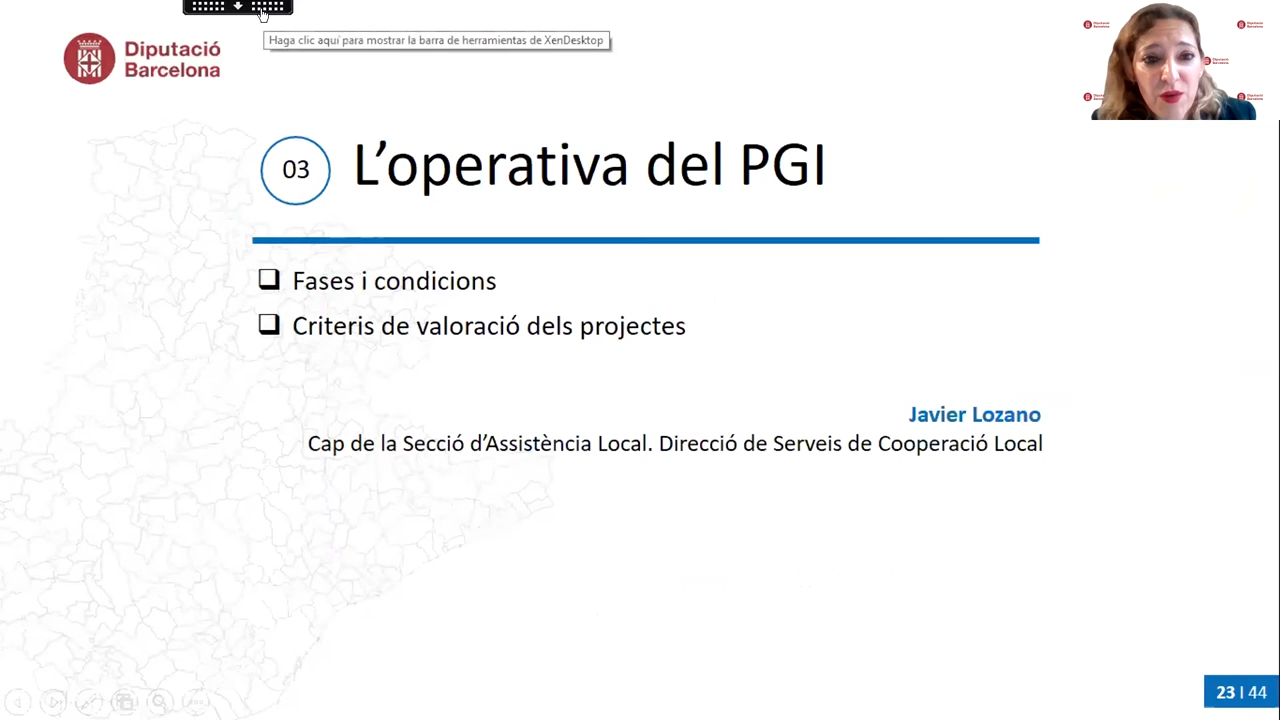 Haga clic aquí para mostrar la barra de herramientas de XenDesktop
Diputació
Barcelona
03
L’operativa del PGI
Fases i condicions
Criteris de valoració dels projectes
Javier Lozano
Cap de la Secció d’Assistència Local. Direcció de Serveis de Cooperació Local
23 | 44